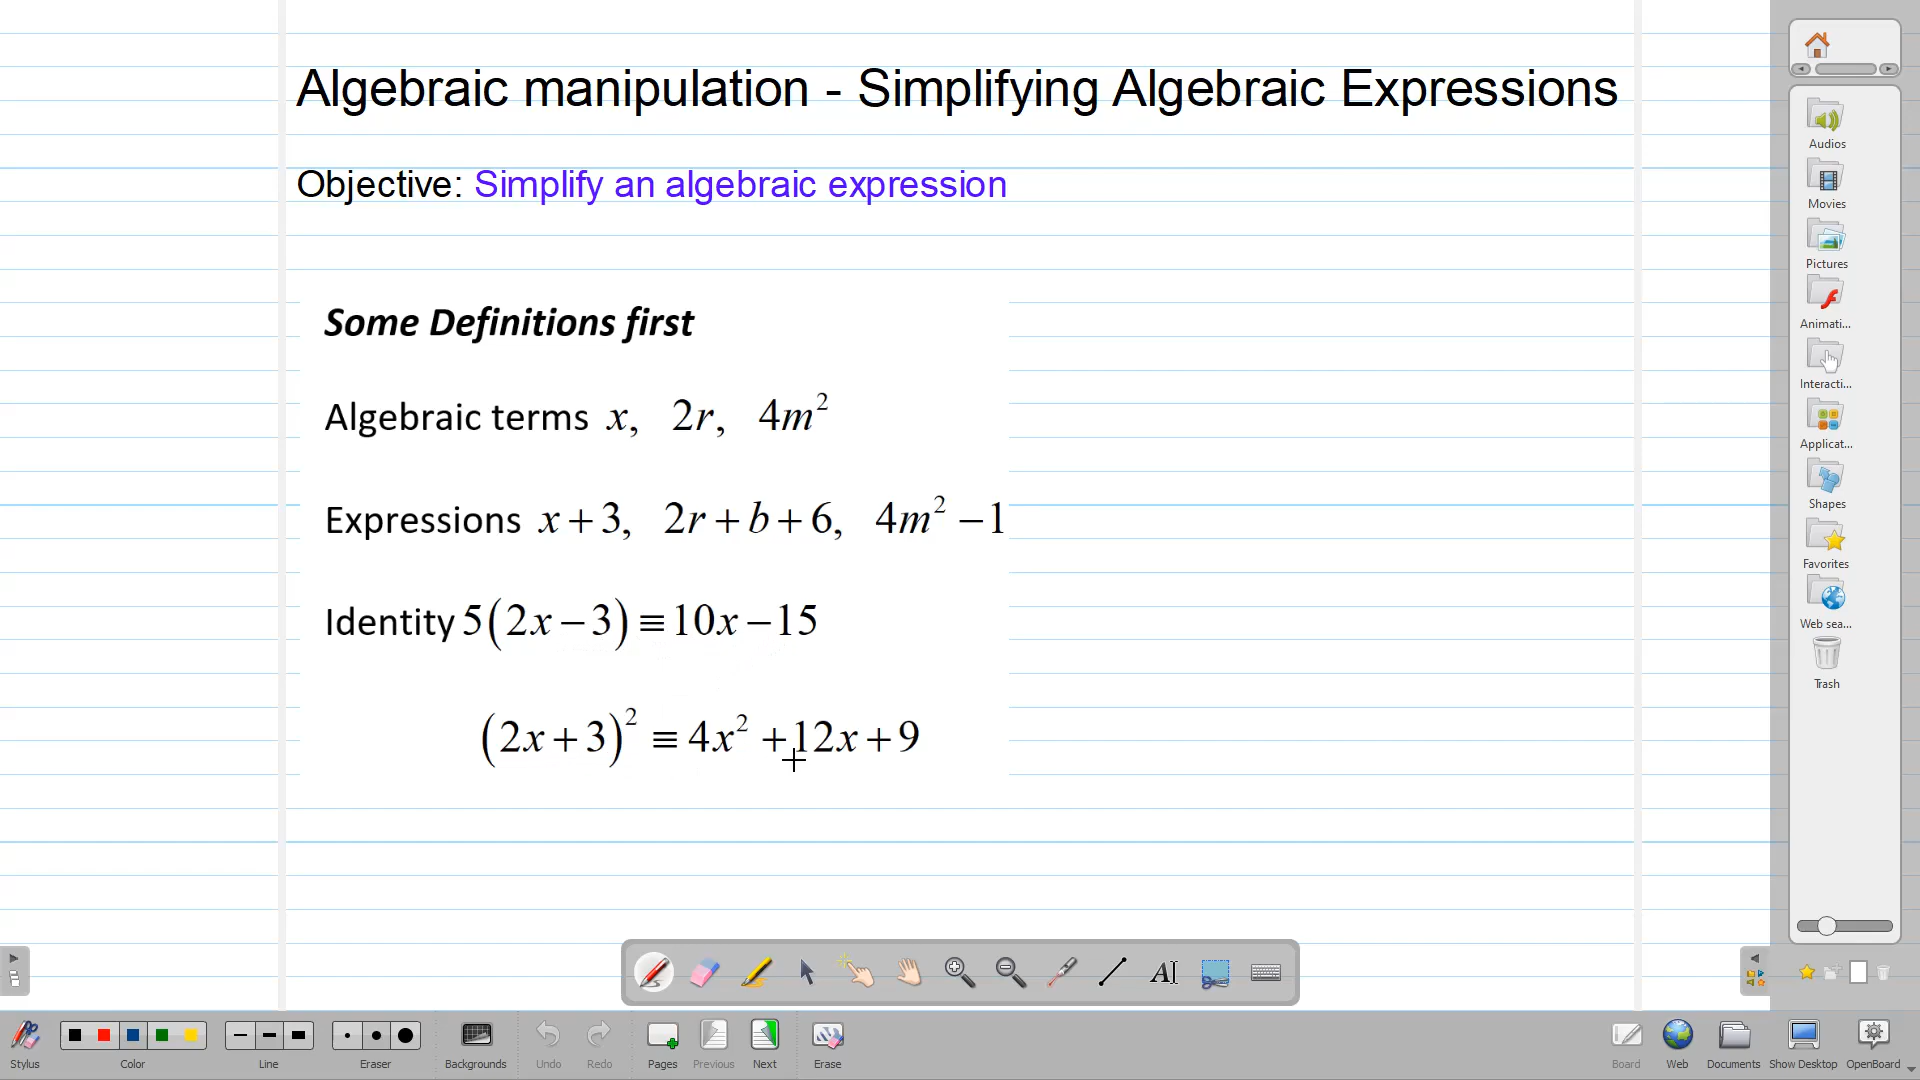 Algebraic manipulation - Simplifying Algebraic Expressions
Objective: Simplify an algebraic expression
Some Definitions first
Algebraic terms x, 2r, 4m²
Expressions x + 3, 2r + b + 6, 4m² − 1
Identity 5(2x − 3) ≡ 10x − 15
(2x + 3)² ≡ 4x² + 12x + 9
Audios
Movies
Pictures
Animati...
Interacti...
Applicat...
Shapes
Favorites
Web sea...
Trash
AI
Stylus
Color
Line
Eraser
Backgrounds
Undo
Redo
Pages
Previous
Next
Erase
Board
Web
Documents
Show Desktop
OpenBoard